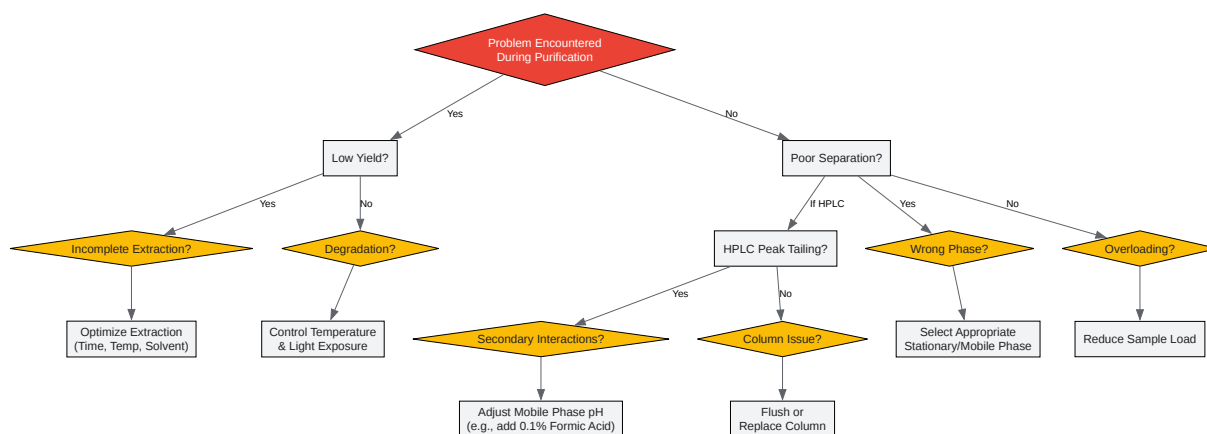 Problem Encountered
During Purification
Yes
No
Low Yield?
Poor Separation?
Yes
No
If HPLC
Yes
No
Incomplete Extraction?
Degradation?
HPLC Peak Tailing?
Wrong Phase?
Overloading?
Yes
No
Optimize Extraction
(Time, Temp, Solvent)
Control Temperature
& Light Exposure
Secondary Interactions?
Column Issue?
Select Appropriate
Stationary/Mobile Phase
Reduce Sample Load
Adjust Mobile Phase pH
(e.g., add 0.1% Formic Acid)
Flush or
Replace Column